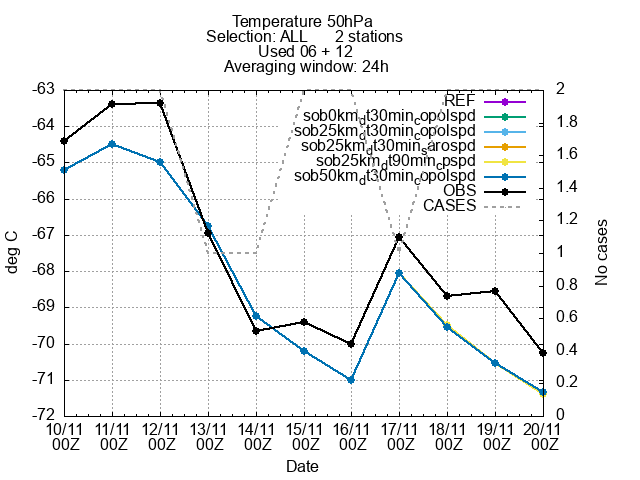 Temperature 50hPa
Selection: ALL 2 stations
Used 06 + 12
Averaging window: 24h
-63
-64
-65
-66
-67
-68
-69
-70
-71
-72
deg C
2
1.8
1.6
1.4
1.2
1
0.8
0.6
0.4
0.2
0
No cases
REF
sob0km_dt30min_copolspd
sob25km_dt30min_copolspd
sob25km_dt30min_sarospd
sob25km_dt90min_cpspd
sob50km_dt30min_copolspd
OBS
CASES
10/11 11/11 12/11 13/11 14/11 15/11 16/11 17/11 18/11 19/11 20/11
00Z 00Z 00Z 00Z 00Z 00Z 00Z 00Z 00Z 00Z 00Z
Date